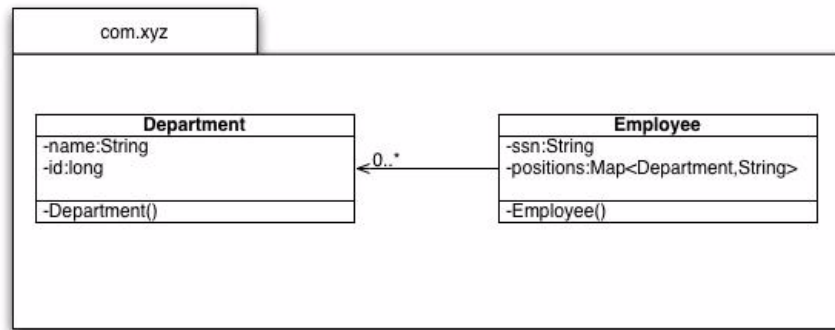 com.xyz
Department
-name:String
-id:long
-Department()
0..*
Employee
-ssn:String
-positions:Map<Department,String>
-Employee()